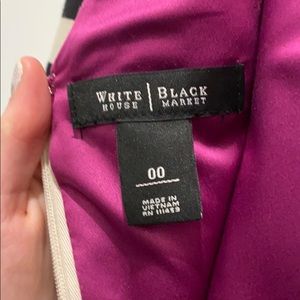 WHITE | BLACK
HOUSE | MARKET
00
MADE IN
VIETNAM
RN 111453